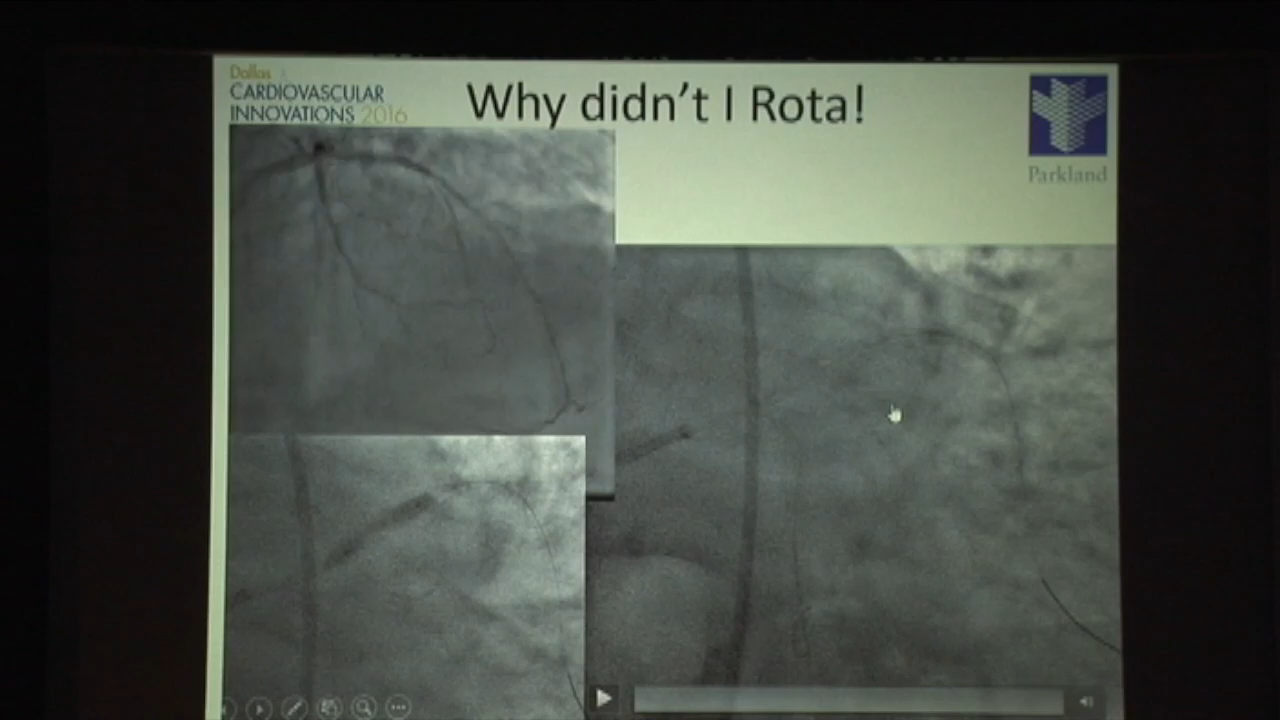 Dallas
CARDIOVASCULAR
INNOVATIONS 2016
Why didn't I Rota!
Parkland